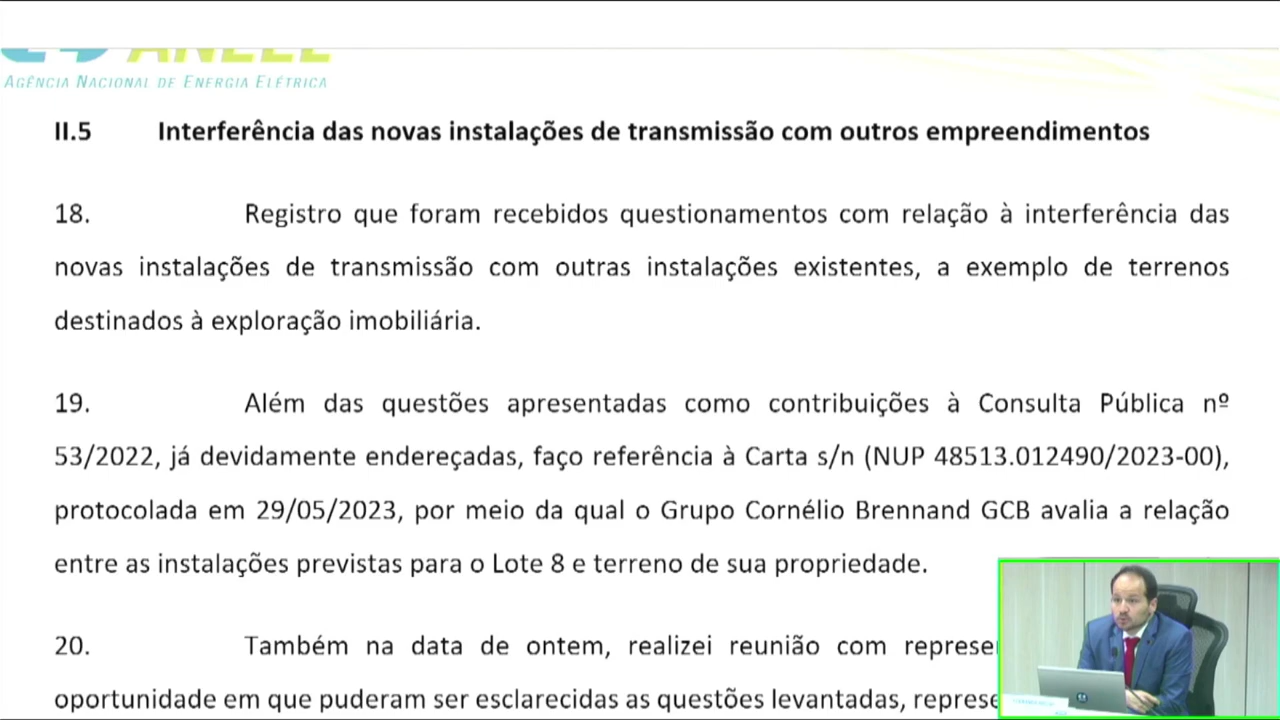 ANEEL
AGÊNCIA NACIONAL DE ENERGIA ELÉTRICA
II.5 Interferência das novas instalações de transmissão com outros empreendimentos
18. Registro que foram recebidos questionamentos com relação à interferência das
novas instalações de transmissão com outras instalações existentes, a exemplo de terrenos
destinados à exploração imobiliária.
19. Além das questões apresentadas como contribuições à Consulta Pública nº
53/2022, já devidamente endereçadas, faço referência à Carta s/n (NUP 48513.012490/2023-00),
protocolada em 29/05/2023, por meio da qual o Grupo Cornélio Brennand GCB avalia a relação
entre as instalações previstas para o Lote 8 e terreno de sua propriedade.
20. Também na data de ontem, realizei reunião com represe
oportunidade em que puderam ser esclarecidas as questões levantadas, represe